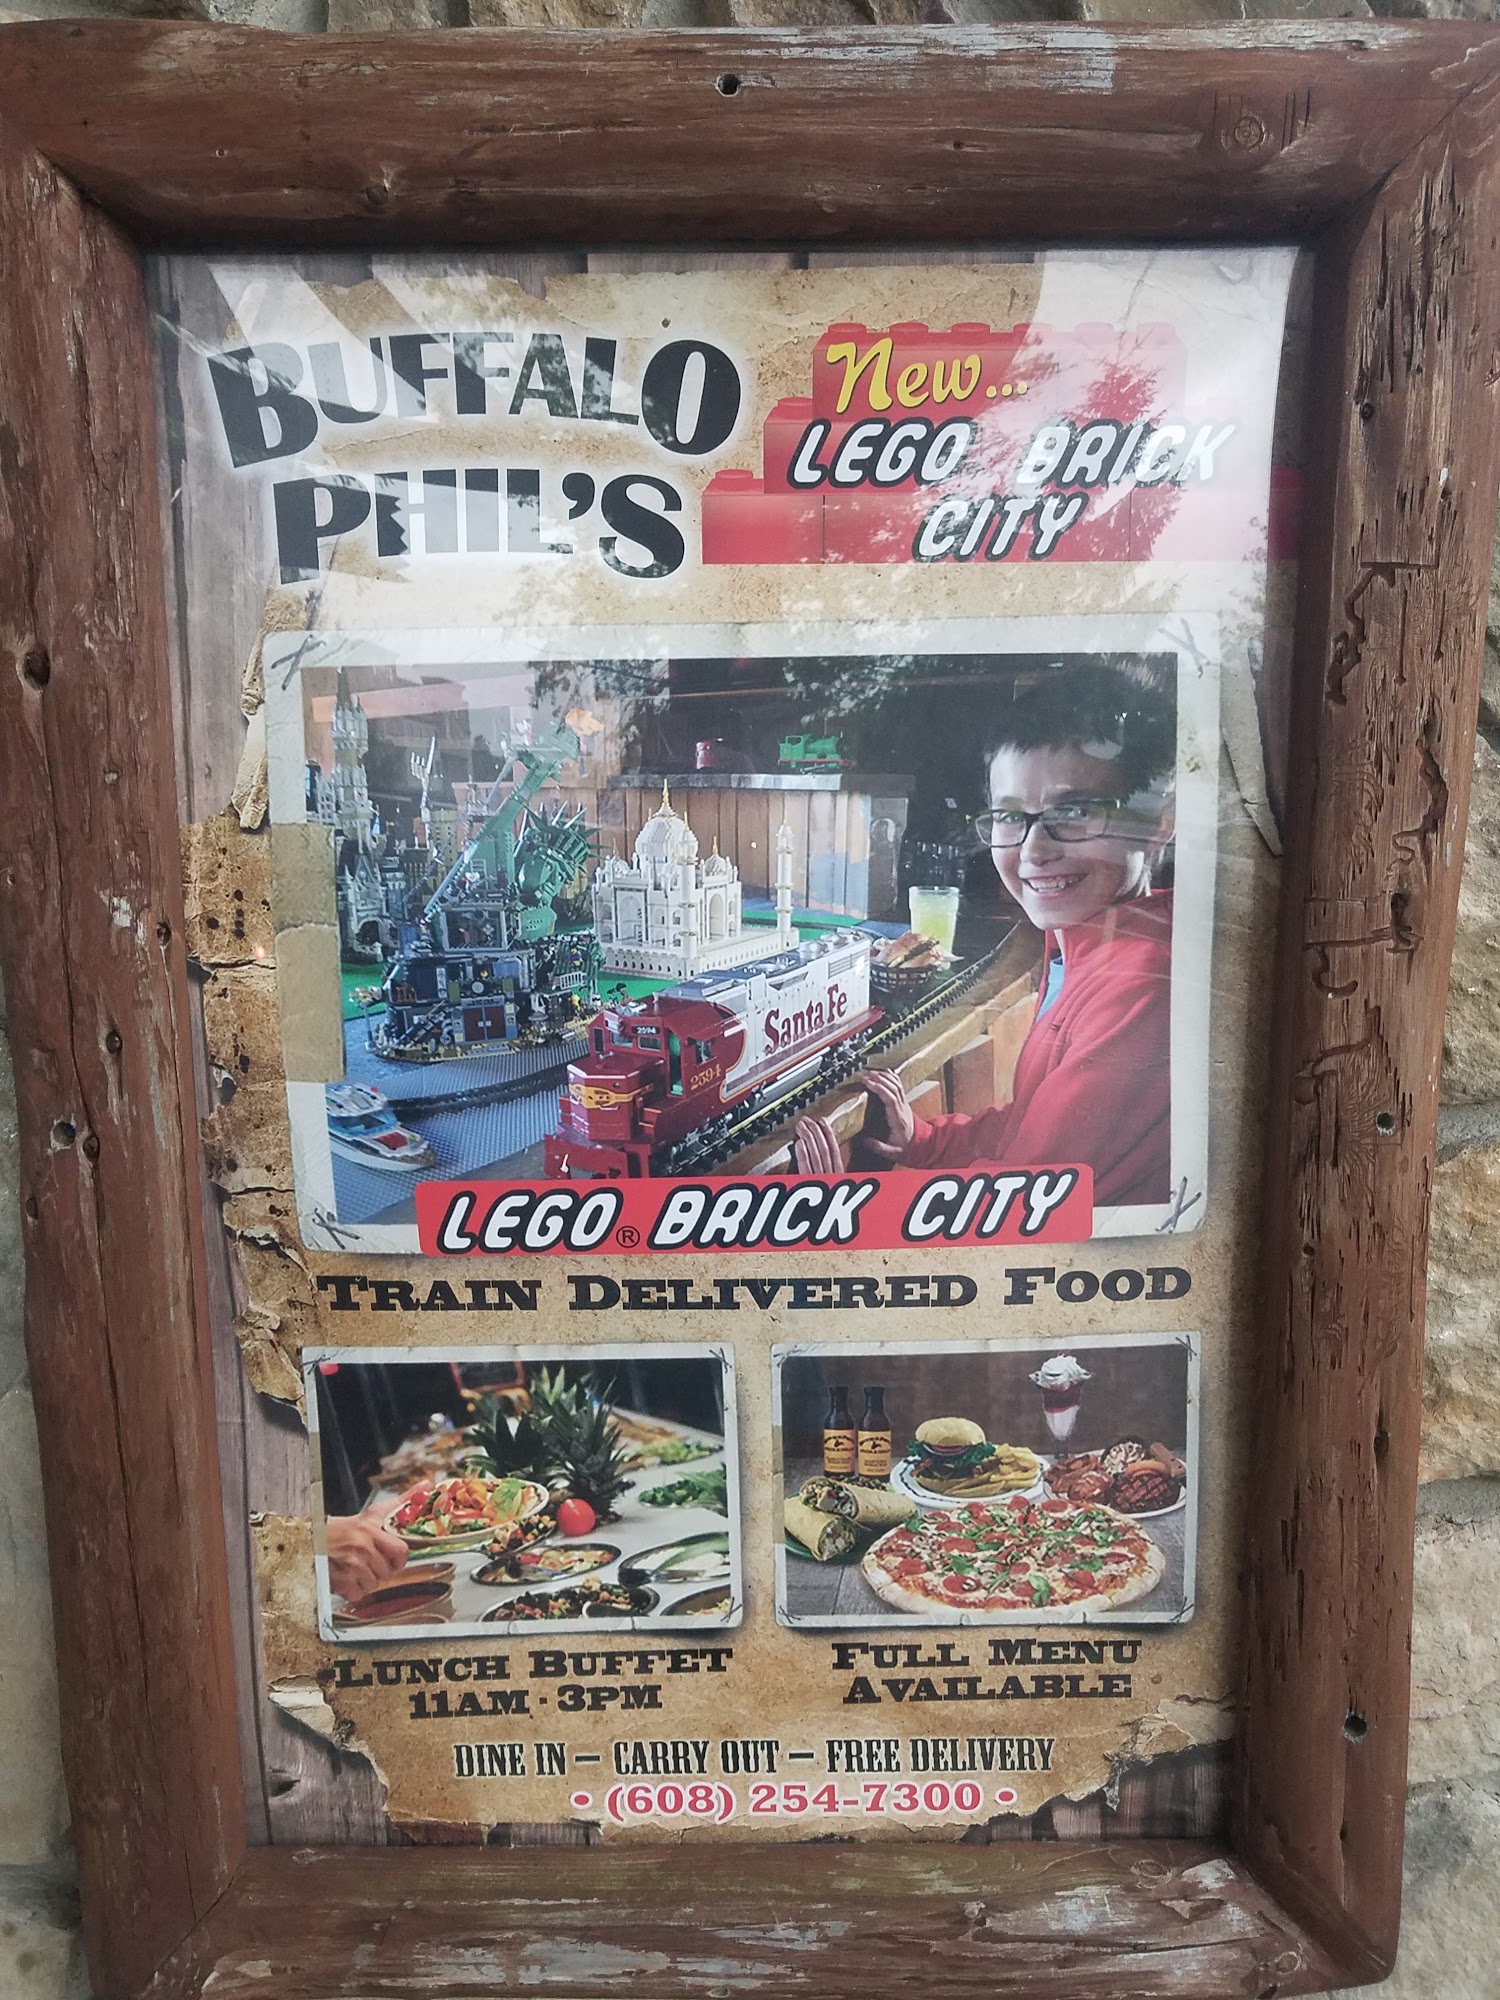 BUFFALO
PHIL'S
New...
LEGO BRICK
CITY
Santa Fe
2594
2594
LEGO® BRICK CITY
TRAIN DELIVERED FOOD
LUNCH BUFFET
11AM - 3PM
FULL MENU
AVAILABLE
DINE IN – CARRY OUT – FREE DELIVERY
• (608) 254-7300 •